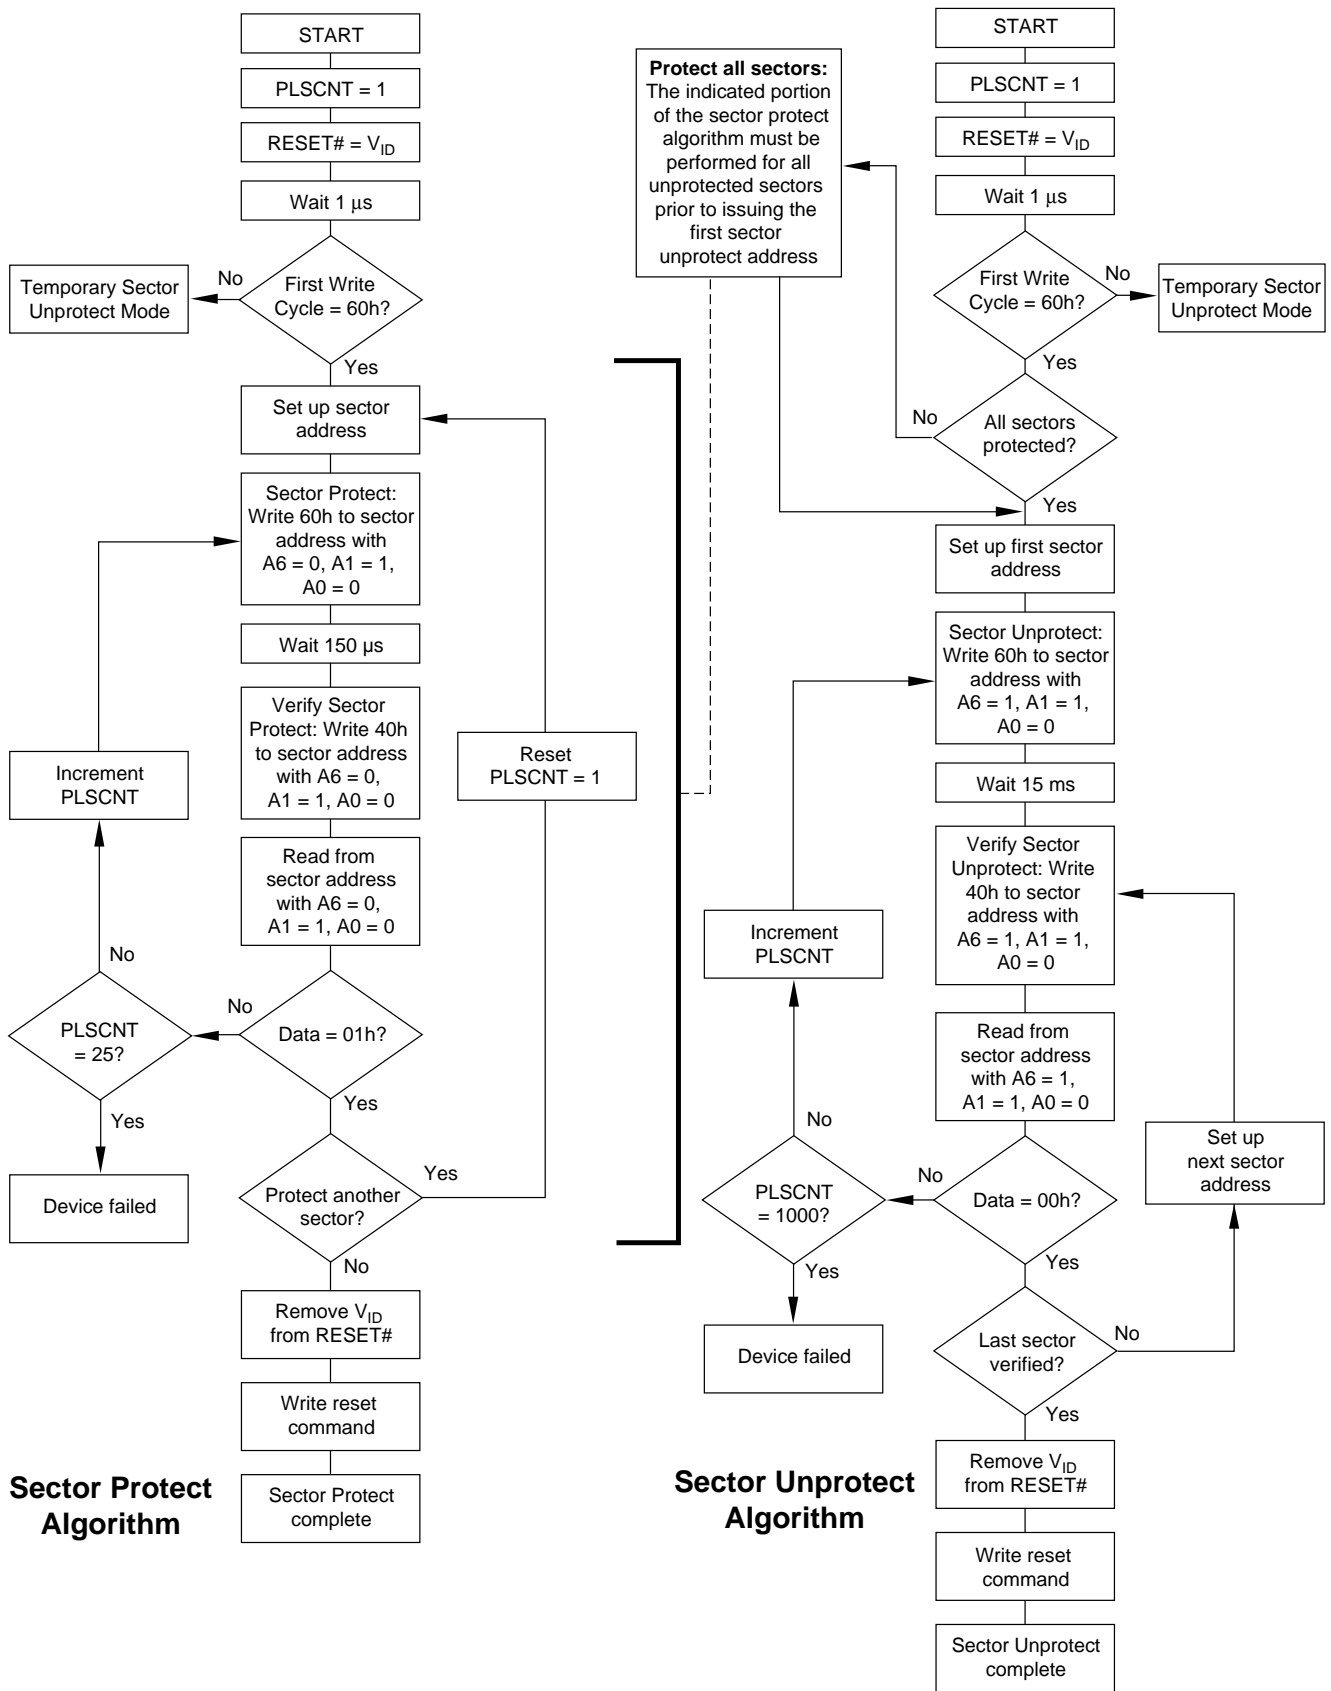 START
PLSCNT = 1
RESET# = VID
Wait 1 μs
First Write
Cycle = 60h?
No
Temporary Sector
Unprotect Mode
Yes
Set up sector
address
Sector Protect:
Write 60h to sector
address with
A6 = 0, A1 = 1,
A0 = 0
Wait 150 µs
Verify Sector
Protect: Write 40h
to sector address
with A6 = 0,
A1 = 1, A0 = 0
Reset
PLSCNT = 1
Increment
PLSCNT
Read from
sector address
with A6 = 0,
A1 = 1, A0 = 0
No
No
PLSCNT
= 25?
Data = 01h?
Yes
Yes
Device failed
Protect another
sector?
Yes
No
Remove VID
from RESET#
Write reset
command
Sector Protect
complete
Sector Protect
Algorithm
Protect all sectors:
The indicated portion
of the sector protect
algorithm must be
performed for all
unprotected sectors
prior to issuing the
first sector
unprotect address
START
PLSCNT = 1
RESET# = VID
Wait 1 μs
First Write
Cycle = 60h?
No
Temporary Sector
Unprotect Mode
Yes
No
All sectors
protected?
Yes
Set up first sector
address
Sector Unprotect:
Write 60h to sector
address with
A6 = 1, A1 = 1,
A0 = 0
Wait 15 ms
Verify Sector
Unprotect: Write
40h to sector
address with
A6 = 1, A1 = 1,
A0 = 0
Increment
PLSCNT
Read from
sector address
with A6 = 1,
A1 = 1, A0 = 0
No
No
PLSCNT
= 1000?
Data = 00h?
Set up
next sector
address
Yes
Yes
Device failed
Last sector
verified?
No
Yes
Remove VID
from RESET#
Write reset
command
Sector Unprotect
complete
Sector Unprotect
Algorithm